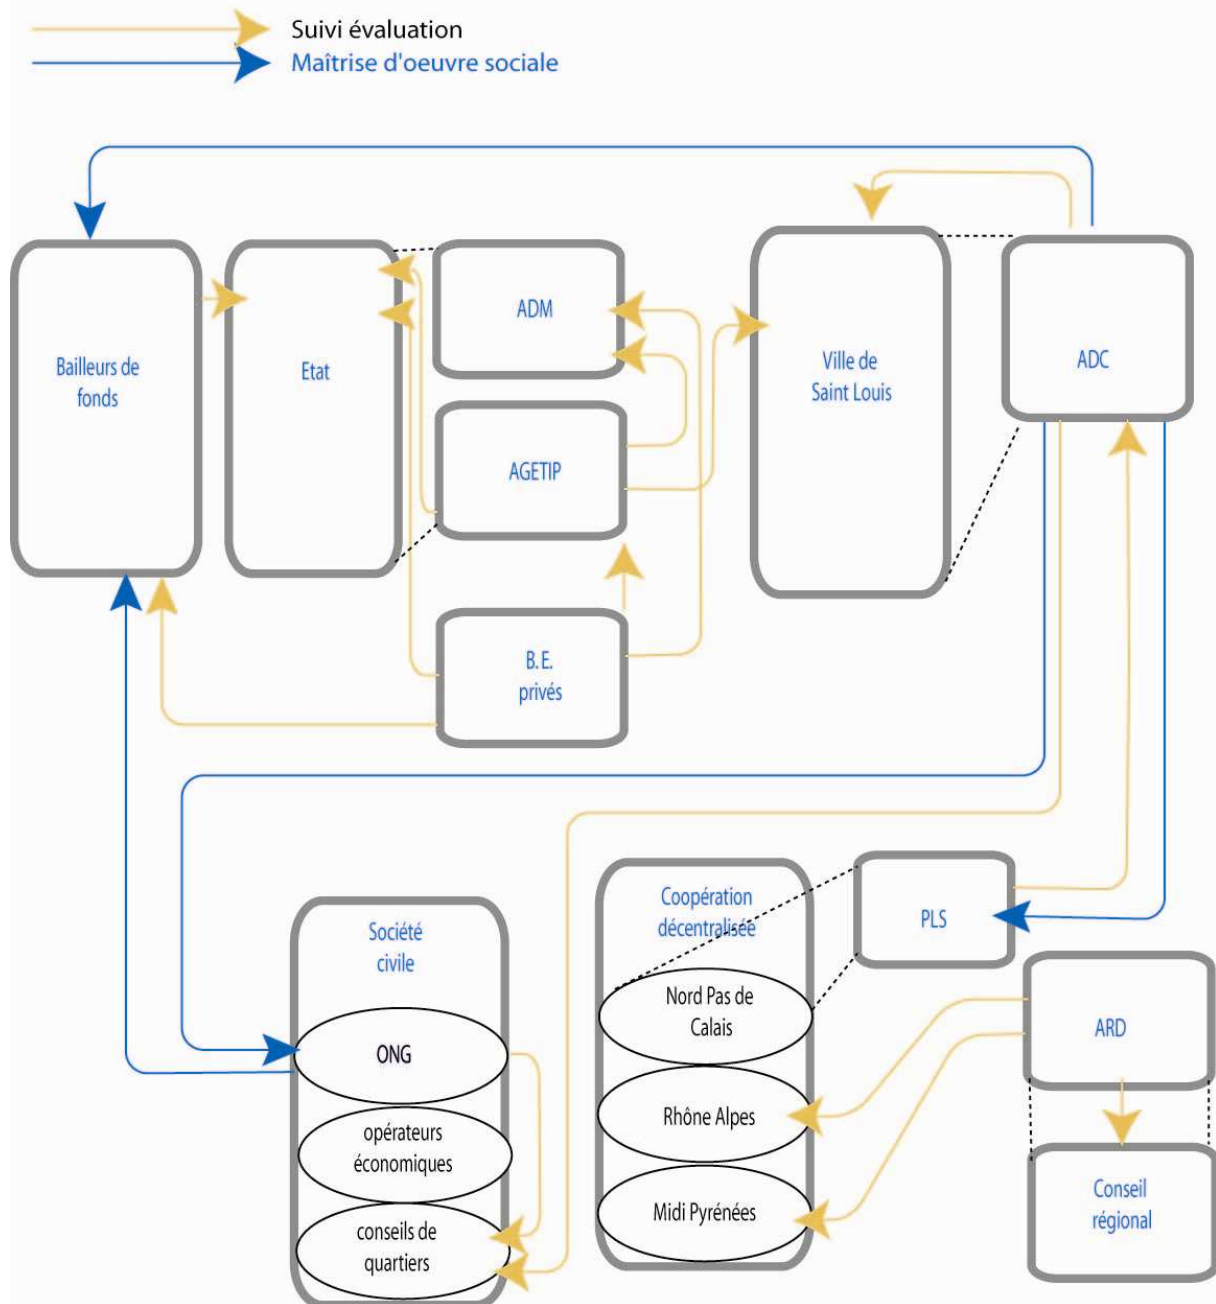 Suivi évaluation
Maîtrise d'oeuvre sociale
Bailleurs de
fonds
Etat
ADM
AGETIP
B. E.
privés
Ville de
Saint Louis
ADC
Société
civile
ONG
opérateurs
économiques
conseils de
quartiers
Coopération
décentralisée
Nord Pas de
Calais
Rhône Alpes
Midi Pyrénées
PLS
ARD
Conseil
régional